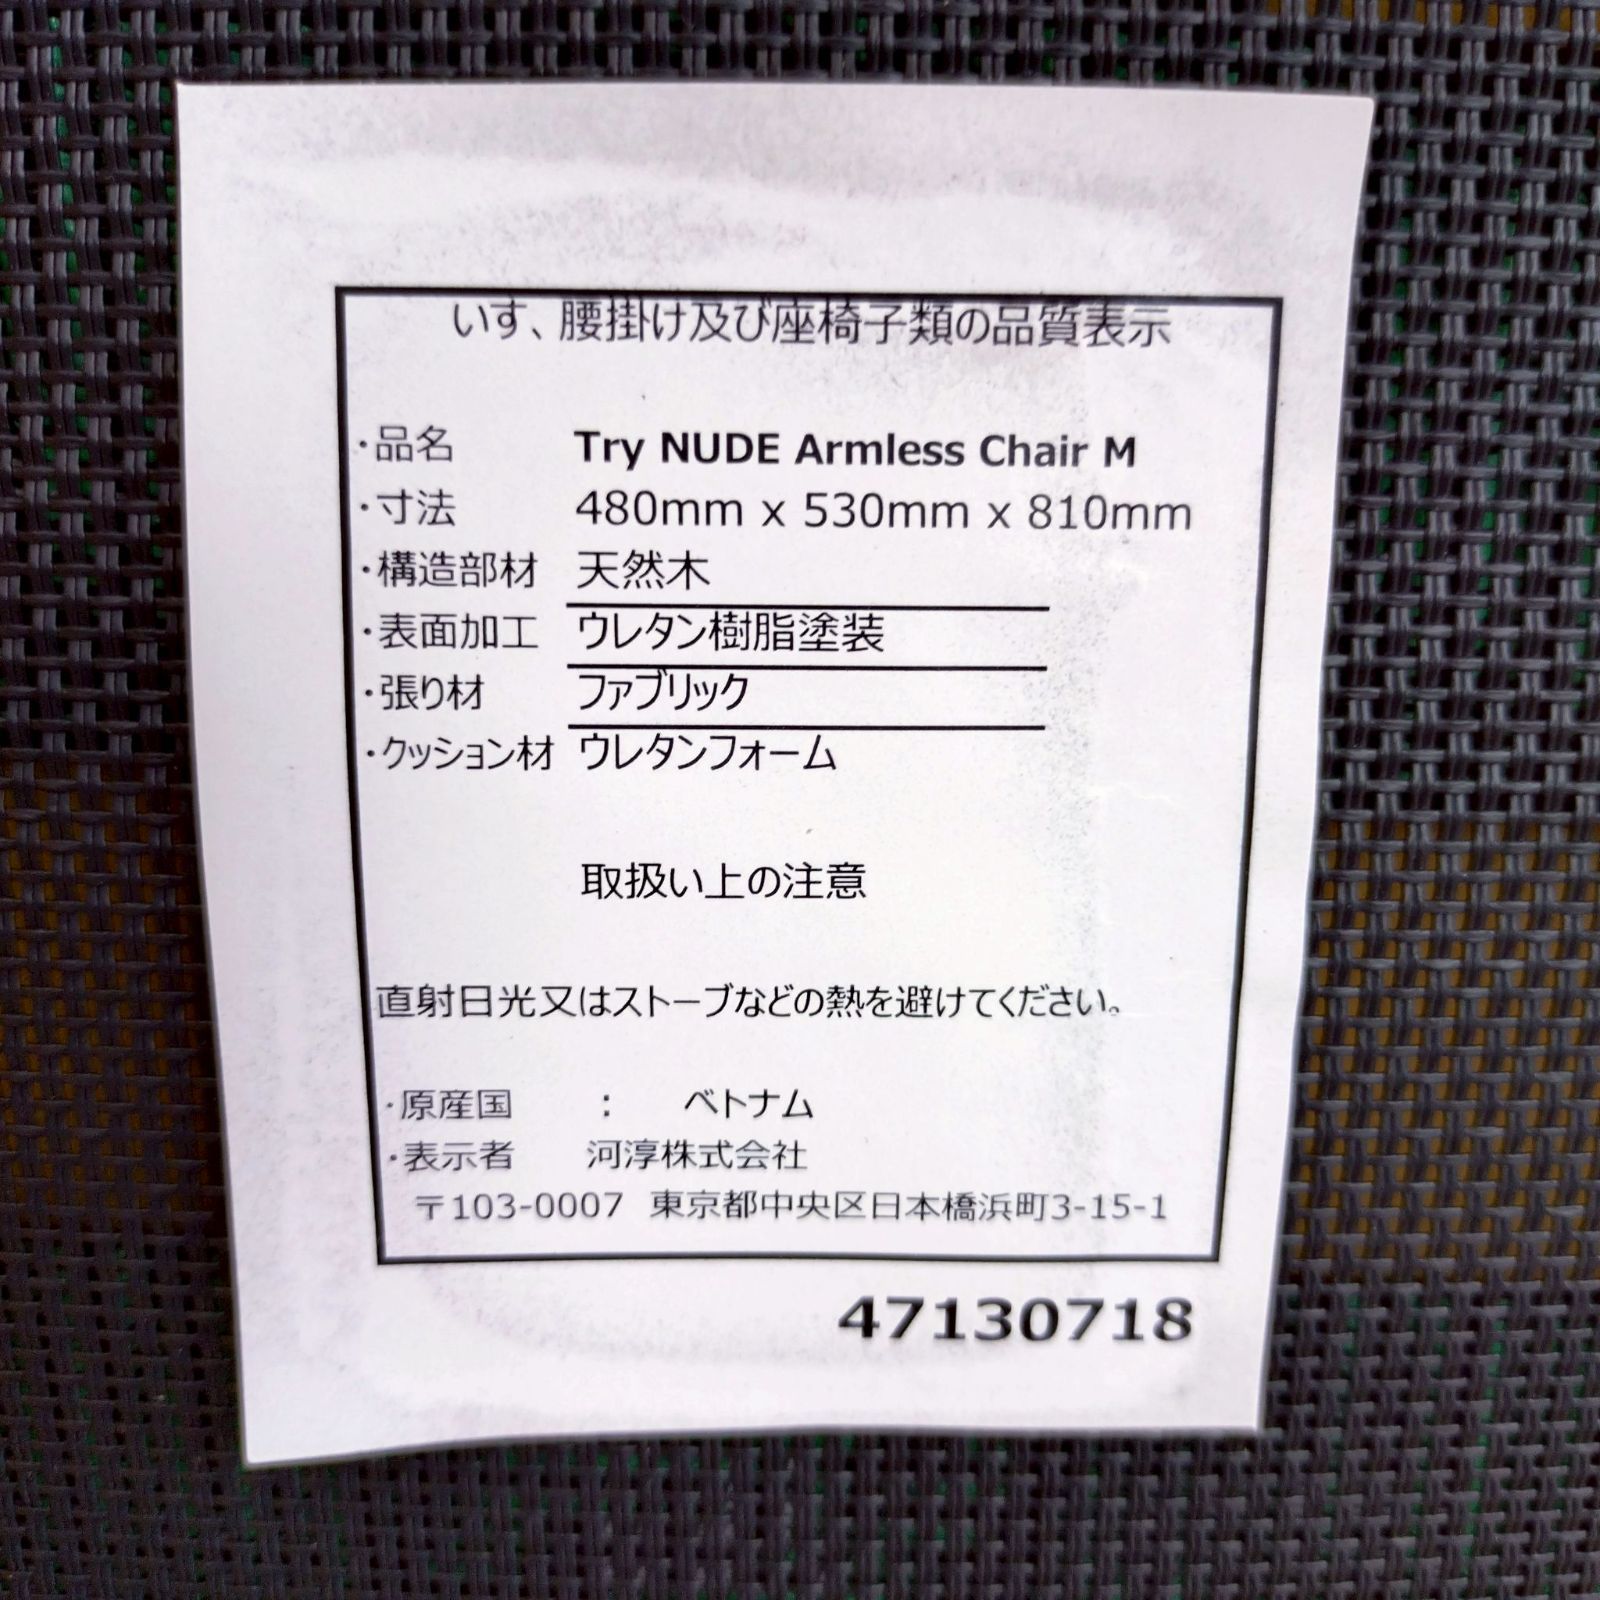 いす、腰掛け及び座椅子類の品質表示
・品名 Try NUDE Armless Chair M
・寸法 480mm x 530mm x 810mm
・構造部材 天然木
・表面加工 ウレタン樹脂塗装
・張り材 ファブリック
・クッション材 ウレタンフォーム
取扱い上の注意
直射日光又はストーブなどの熱を避けてください。
・原産国 : ベトナム
・表示者 河淳株式会社
〒103-0007 東京都中央区日本橋浜町3-15-1
47130718